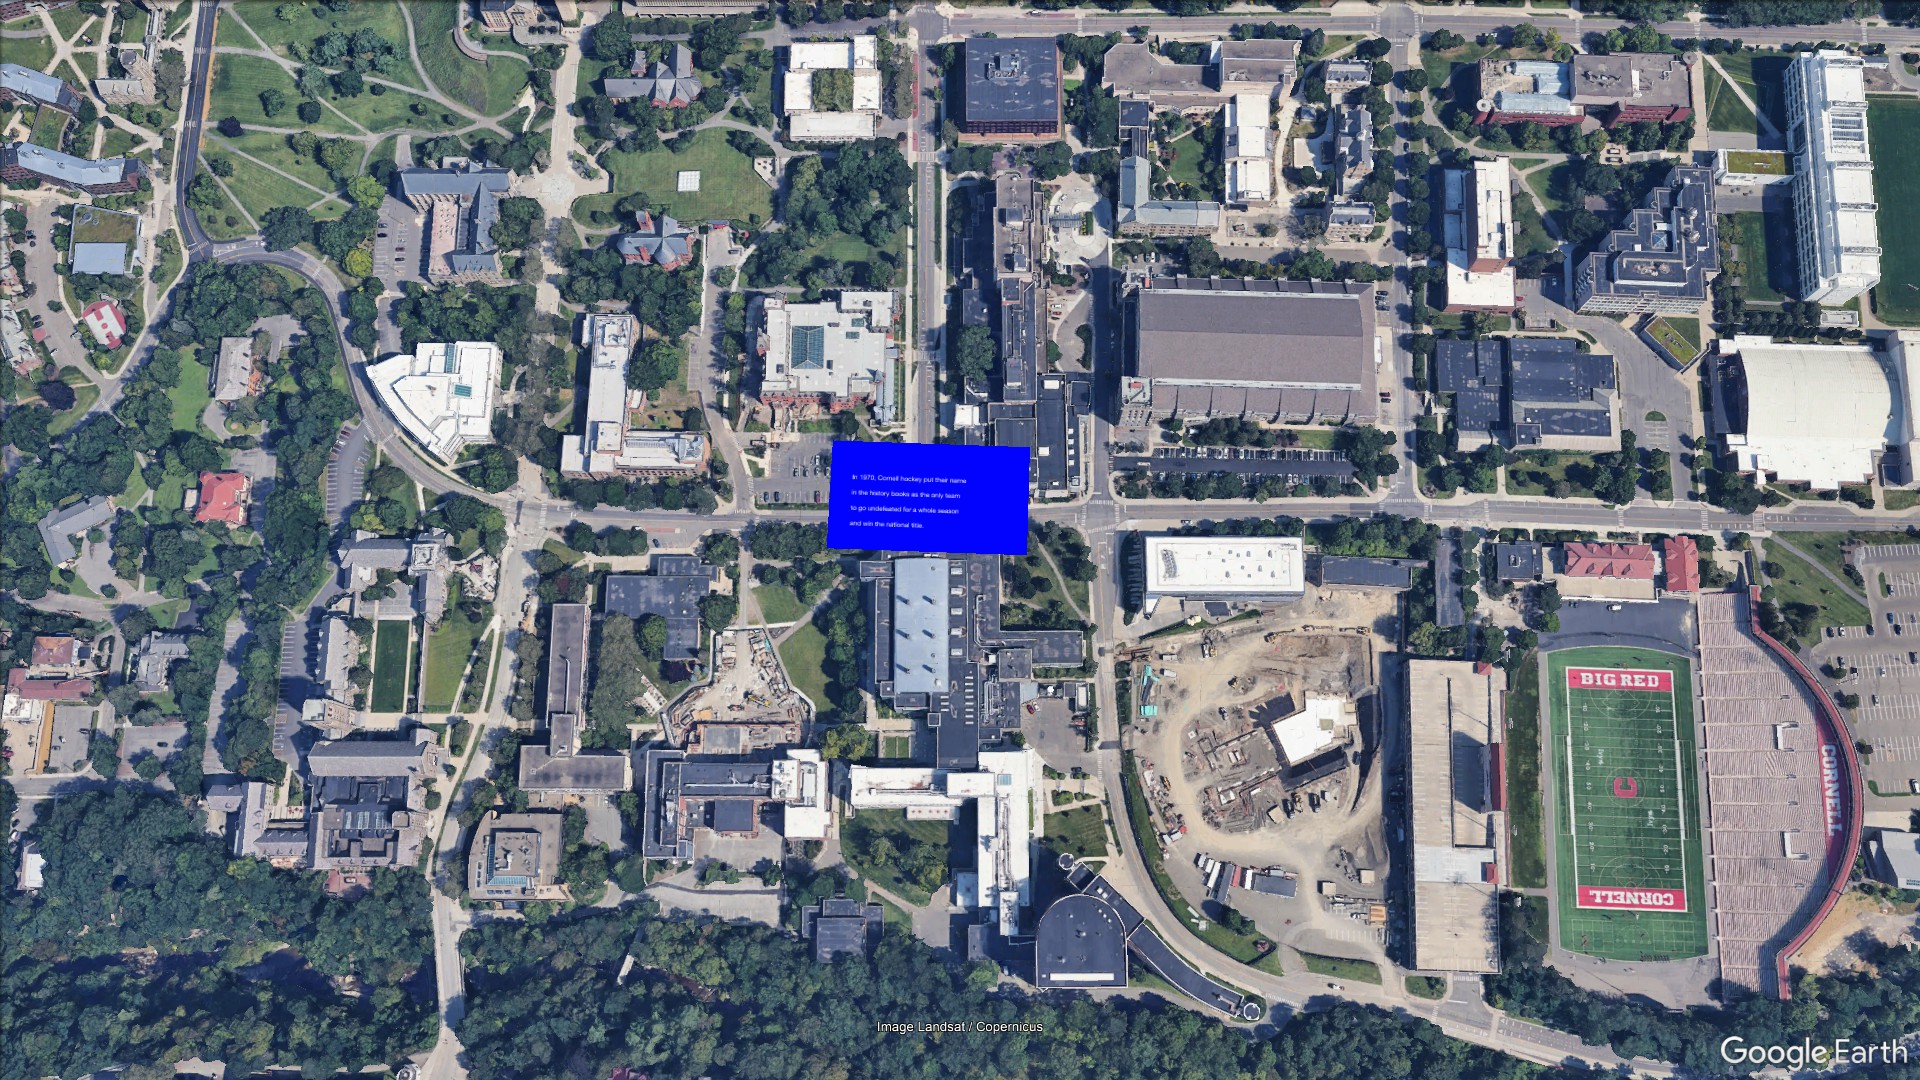 In 1970, Cornell hockey put their name
in the history books as the only team
to go undefeated for a whole season
and win the national title.
BIG RED
C
CORNELL
CORNELL
Image Landsat / Copernicus
Google Earth